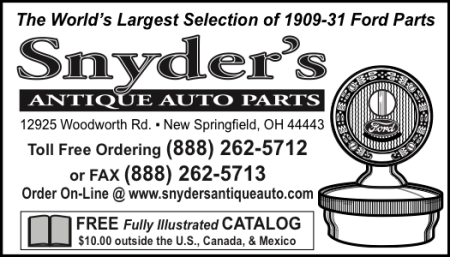 The World's Largest Selection of 1909-31 Ford Parts
Snyder's
ANTIQUE AUTO PARTS
12925 Woodworth Rd. • New Springfield, OH 44443
Toll Free Ordering (888) 262-5712
or FAX (888) 262-5713
Order On-Line @ www.snydersantiqueauto.com
FREE Fully Illustrated CATALOG
$10.00 outside the U.S., Canada, & Mexico
Ford